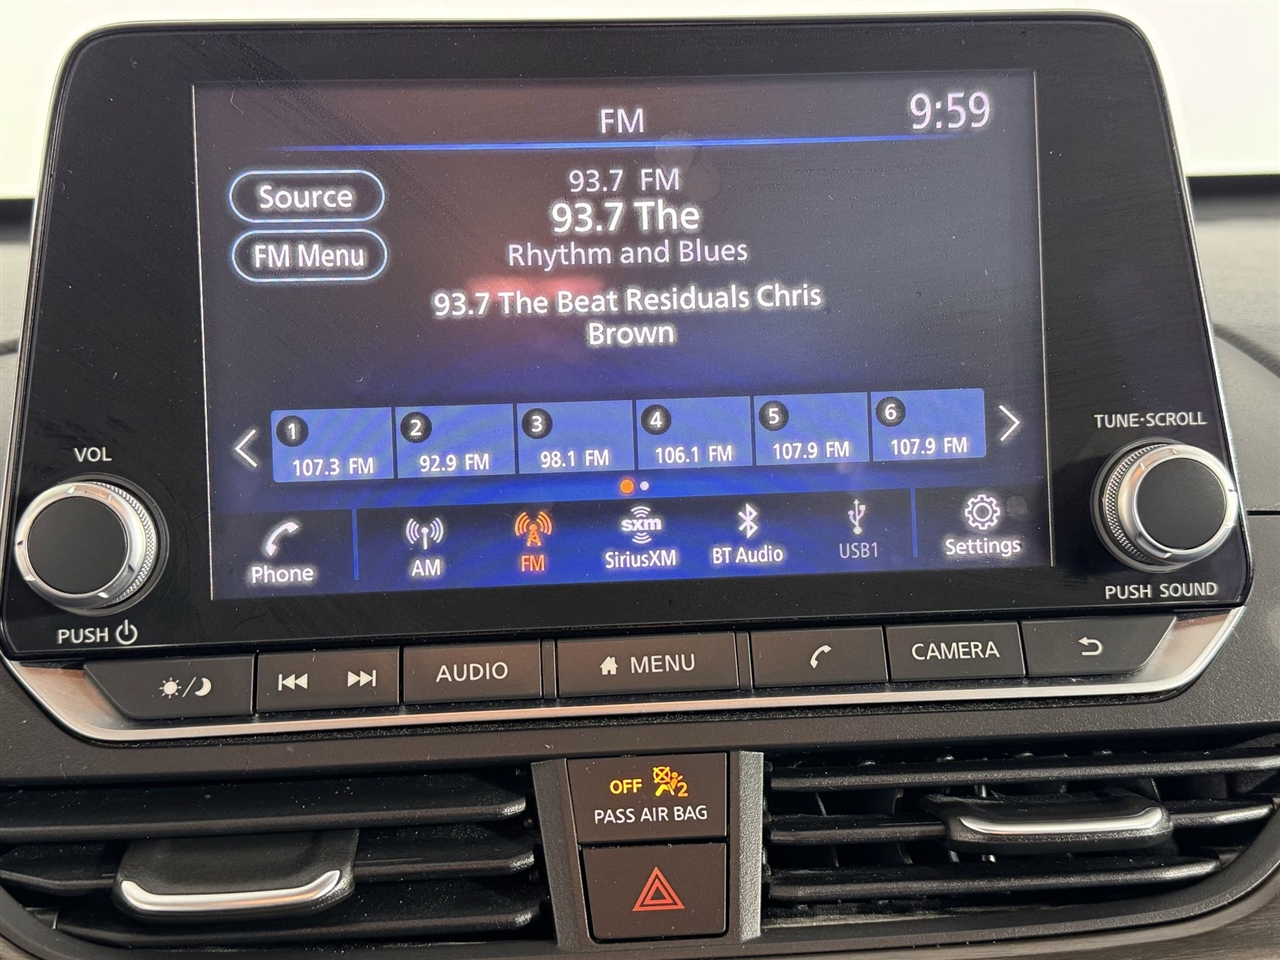 FM
9:59
Source
FM Menu
93.7 FM
93.7 The
Rhythm and Blues
93.7 The Beat Residuals Chris
Brown
1
107.3 FM
2
92.9 FM
3
98.1 FM
4
106.1 FM
5
107.9 FM
6
107.9 FM
Phone
AM
FM
sxm
SiriusXM
BT Audio
USB1
Settings
VOL
PUSH
TUNE·SCROLL
PUSH SOUND
AUDIO
MENU
CAMERA
OFF
2
PASS AIR BAG